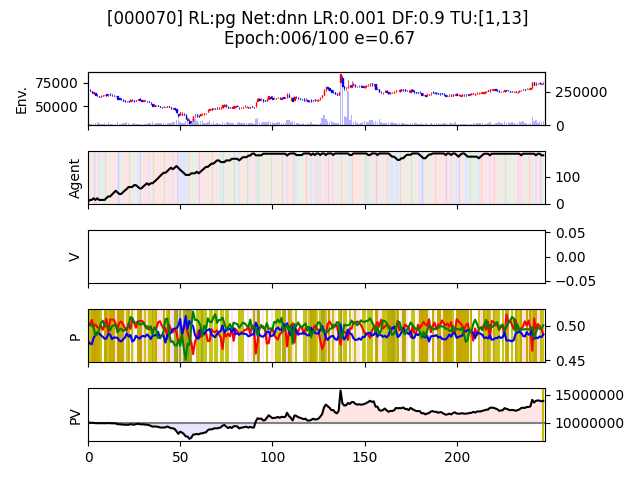 [000070] RL:pg Net:dnn LR:0.001 DF:0.9 TU:[1,13]
Epoch:006/100 e=0.67
Env.
75000
50000
250000
0
Agent
100
0
V
0.05
0.00
−0.05
P
0.50
0.45
PV
15000000
10000000
0
50
100
150
200